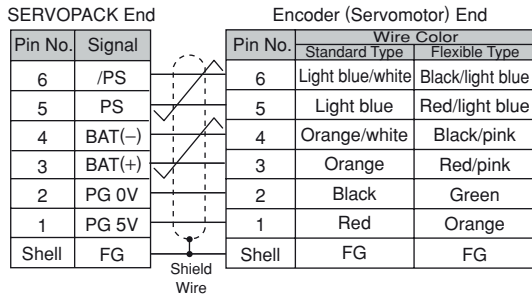 SERVOPACK End
Encoder (Servomotor) End
Pin No. Signal
Pin No. Wire Color
Standard Type Flexible Type
6 /PS 6 Light blue/white Black/light blue
5 PS 5 Light blue Red/light blue
4 BAT(−) 4 Orange/white Black/pink
3 BAT(+) 3 Orange Red/pink
2 PG 0V 2 Black Green
1 PG 5V 1 Red Orange
Shell FG Shell FG FG
Shield
Wire